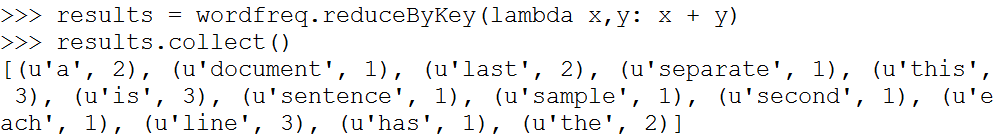 >>> results = wordfreq.reduceByKey(lambda x,y: x + y)
>>> results.collect()
[(u'a', 2), (u'document', 1), (u'last', 2), (u'separate', 1), (u'this',
 3), (u'is', 3), (u'sentence', 1), (u'sample', 1), (u'second', 1), (u'e
ach', 1), (u'line', 3), (u'has', 1), (u'the', 2)]